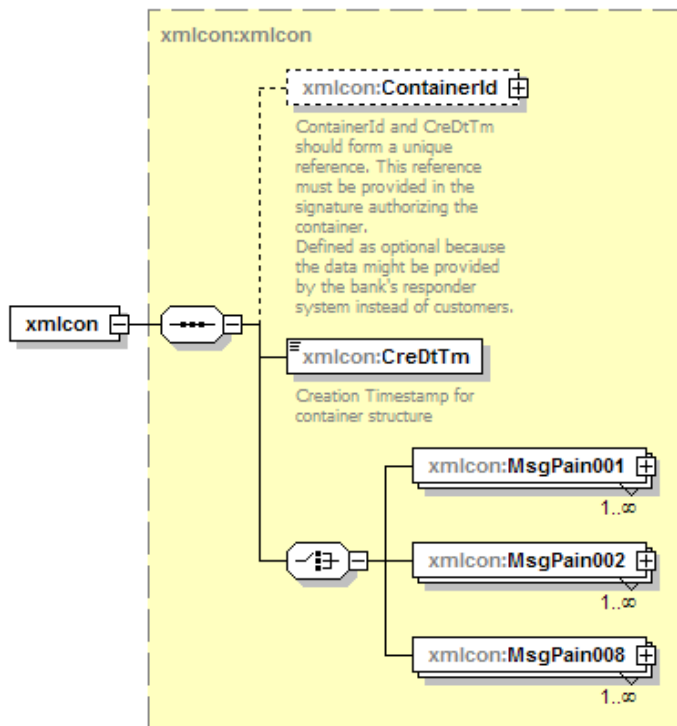 xmlcon:xmlcon
xmlcon:ContainerId
ContainerId and CreDtTm
should form a unique
reference. This reference
must be provided in the
signature authorizing the
container.
Defined as optional because
the data might be provided
by the bank's responder
system instead of customers.
xmlcon
xmlcon:CreDtTm
Creation Timestamp for
container structure
xmlcon:MsgPain001
1..∞
xmlcon:MsgPain002
1..∞
xmlcon:MsgPain008
1..∞